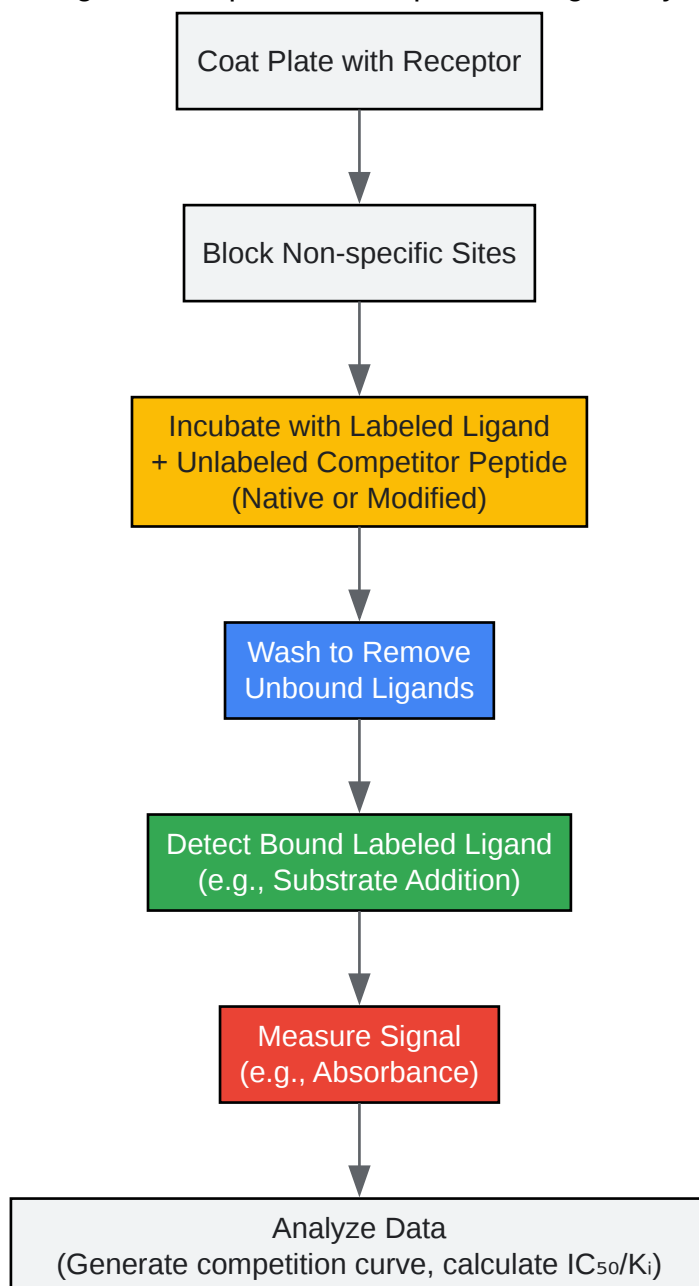 Coat Plate with Receptor
Block Non-specific Sites
Incubate with Labeled Ligand
+ Unlabeled Competitor Peptide
(Native or Modified)
Wash to Remove
Unbound Ligands
Detect Bound Labeled Ligand
(e.g., Substrate Addition)
Measure Signal
(e.g., Absorbance)
Analyze Data
(Generate competition curve, calculate IC₅₀/Kᵢ)